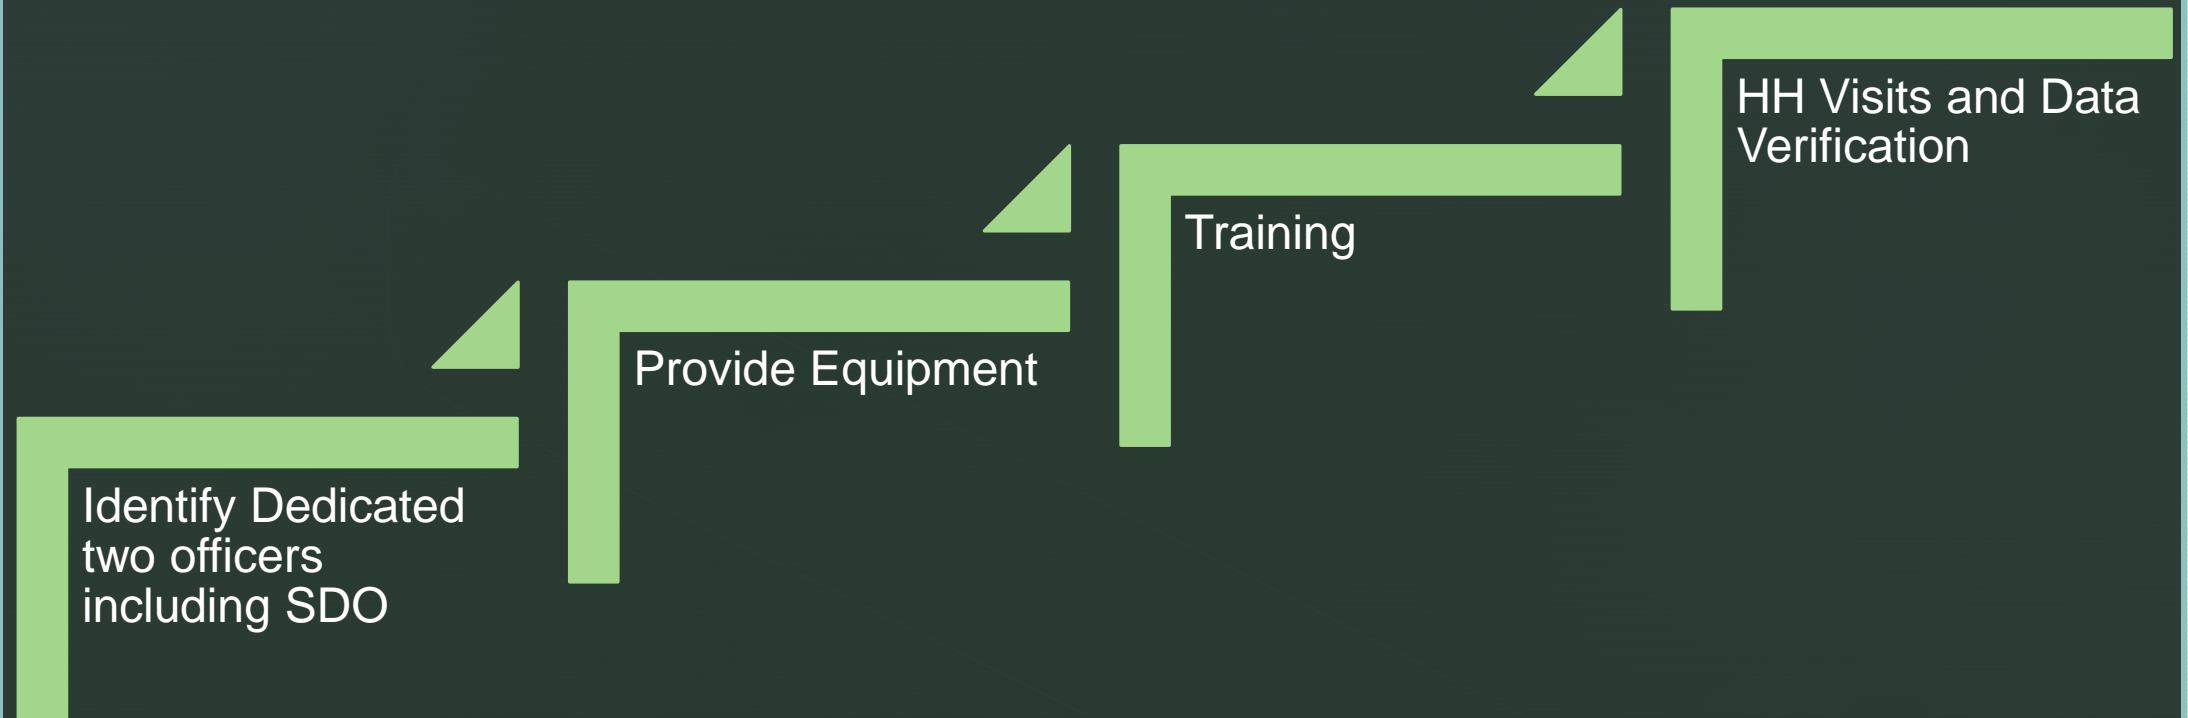 Identify Dedicated
two officers
including SDO
Provide Equipment
Training
HH Visits and Data
Verification